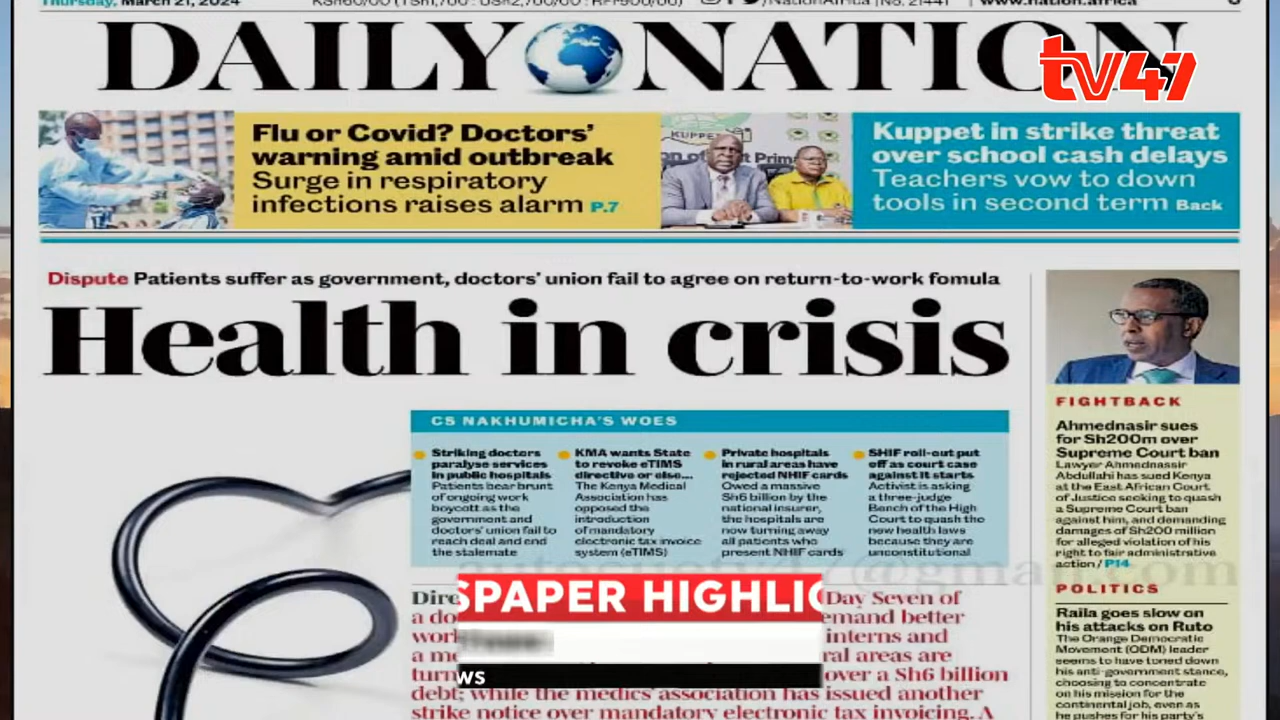 Thursday, March 21, 2024
www.nation.africa
DAILY NATION
tv47
Flu or Covid? Doctors'
warning amid outbreak
Surge in respiratory
infections raises alarm P.7
KUPPET
Kuppet in strike threat
over school cash delays
Teachers vow to down
tools in second term Back
Dispute Patients suffer as government, doctors' union fail to agree on return-to-work fomula
Health in crisis
CS NAKHUMICHA'S WOES
Striking doctors
paralyse services
in public hospitals
Patients bear brunt
of ongoing work
boycott as the
government and
doctors' union fail to
reach deal and end
the stalemate
KMA wants State
to revoke eTIMS
directive or else...
The Kenya Medical
Association has
opposed the
introduction
of mandatory
electronic tax invoice
system (eTIMS)
Private hospitals
in rural areas have
rejected NHIF cards
Owed a massive
Sh6 billion by the
national insurer,
the hospitals are
now turning away
all patients who
present NHIF cards
SHIF roll-out put
off as court case
against it starts
Activist is asking
a three-judge
Bench of the High
Court to quash the
new health laws
because they are
unconstitutional
FIGHTBACK
Ahmednasir sues
for Sh200m over
Supreme Court ban
Lawyer Ahmednassir
Abdullahi has sued Kenya
at the East African Court
of Justice seeking to quash
a Supreme Court ban
against him, and demanding
damages of Sh200 million
for alleged violation of his
right to fair administrative
action / P14
POLITICS
Raila goes slow on
his attacks on Ruto
The Orange Democratic
Movement (ODM) leader
seems to have toned down
his anti-government stance,
choosing to concentrate
on his mission for the
continental job, even as
he pushes for his party's
Day Seven of
emand better
interns and
ral areas are
over a Sh6 billion
debt; while the medics association has issued another
strike notice over mandatory electronic tax invoicing. A
SPAPER HIGHLIG
WS